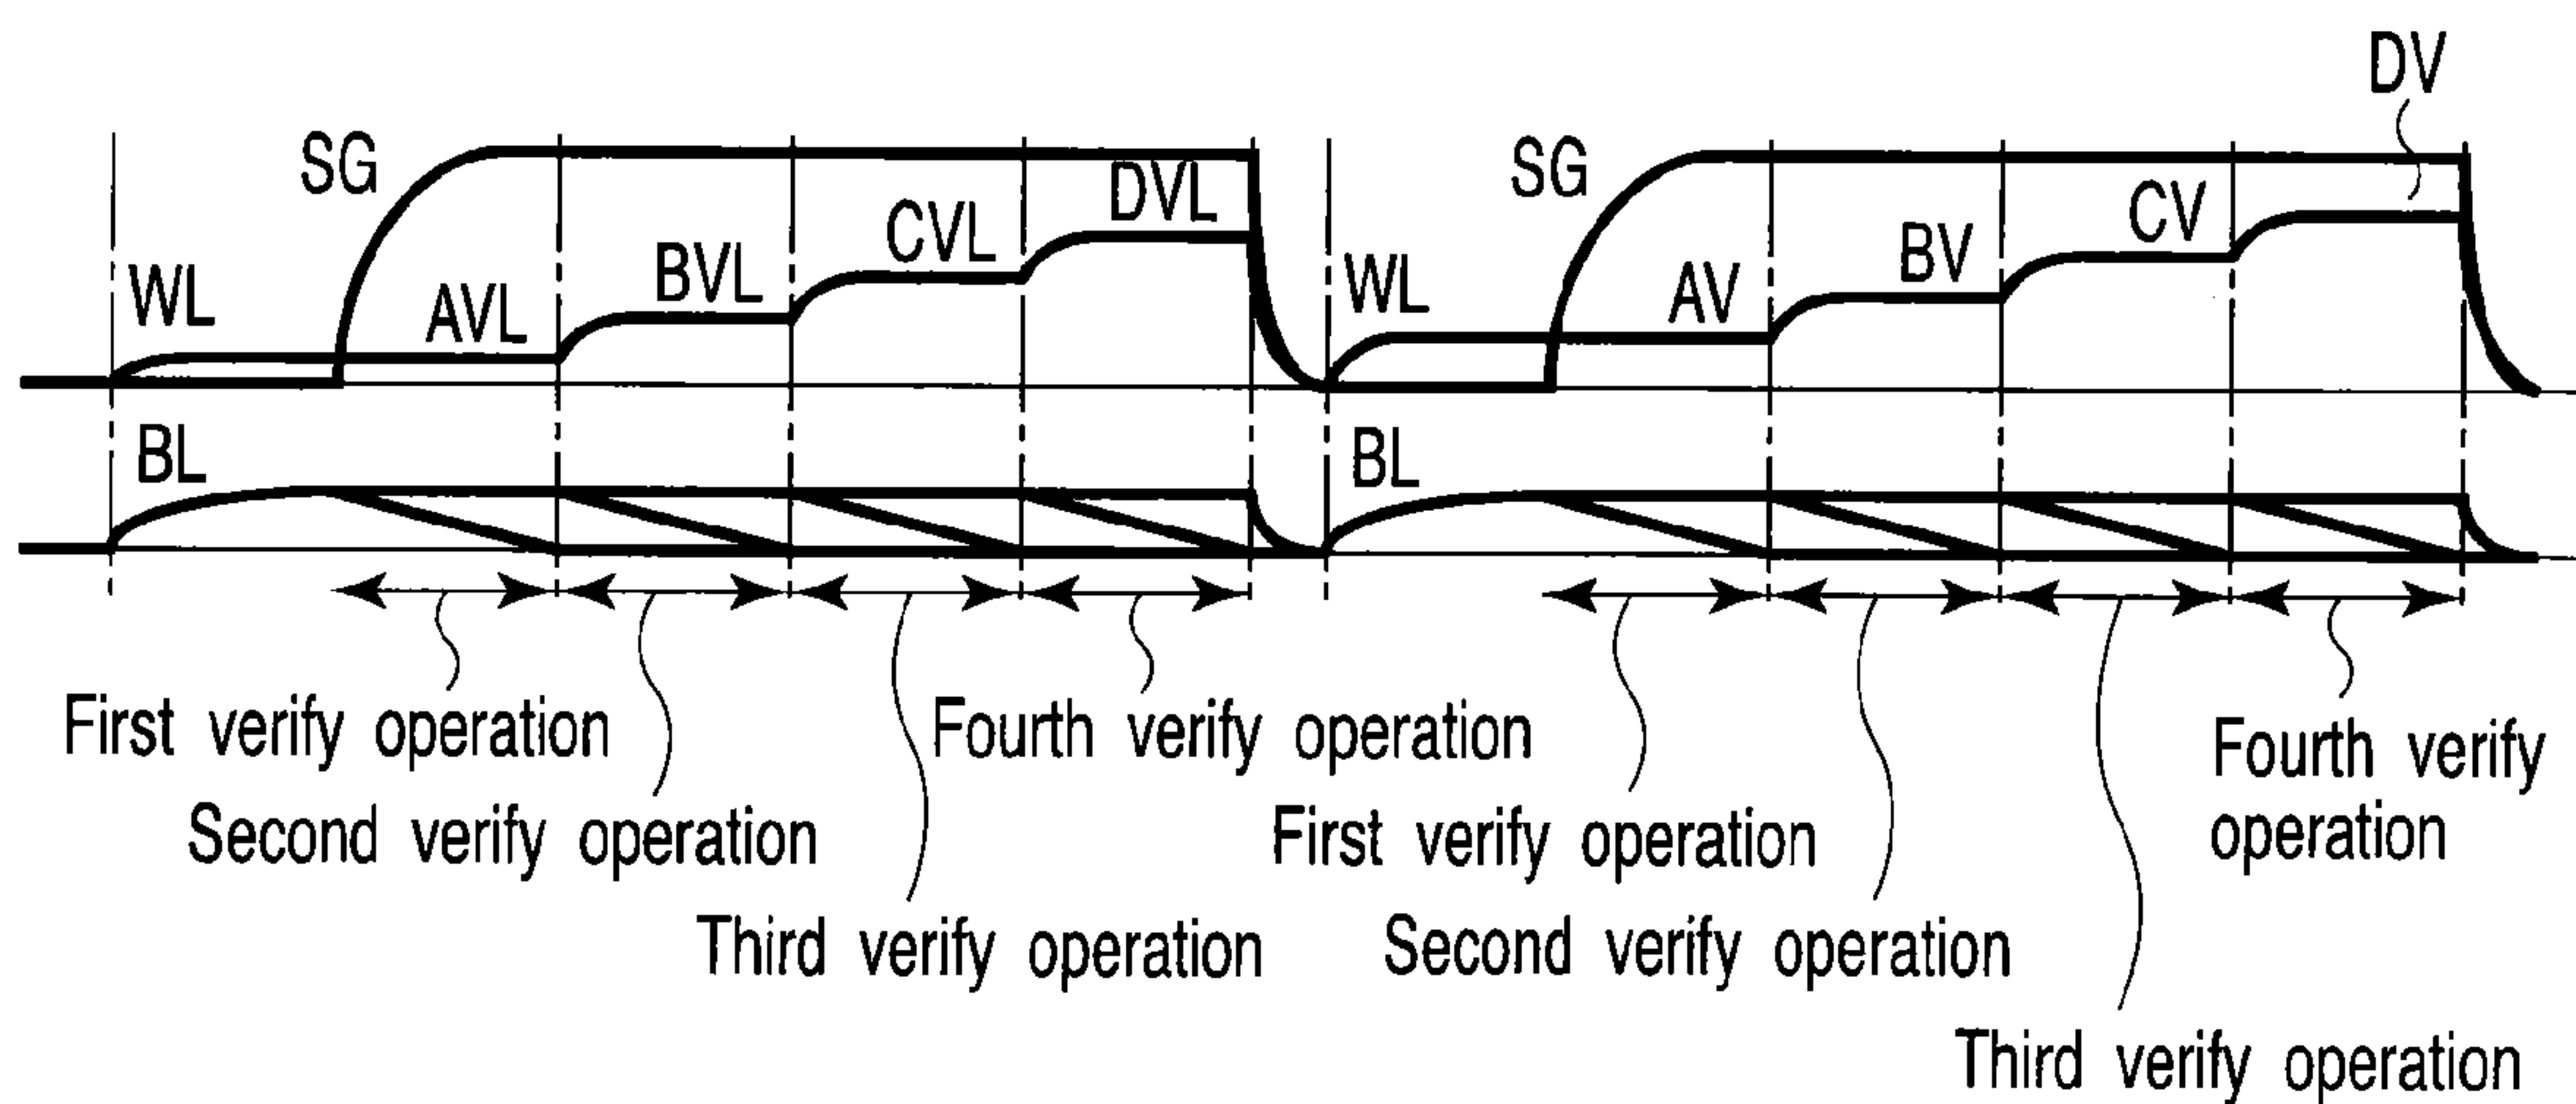 DV
SG
SG
DVL
CV
CVL
BV
BVL
WL
WL
AV
AVL
BL
BL
First verify operation
Fourth verify operation
Fourth verify
operation
Second verify operation
First verify operation
Third verify operation
Second verify operation
Third verify operation